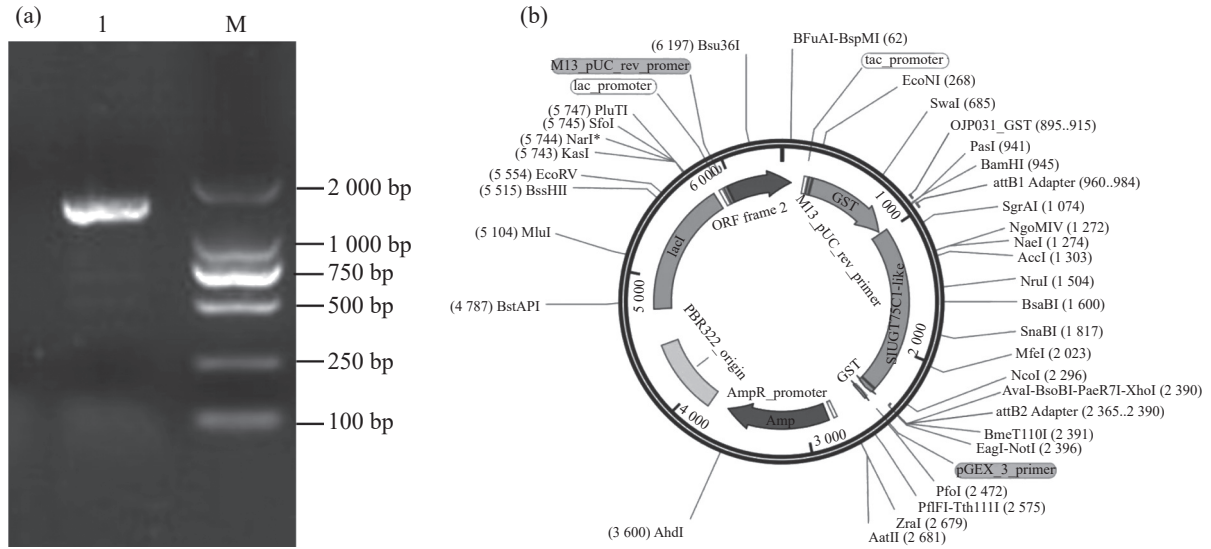 (a)
1 M
2 000 bp
1 000 bp
750 bp
500 bp
250 bp
100 bp
(b)
(6 197) Bsu36I
M13_pUC_rev_promer
lac_promoter
(5 747) PluTI
(5 745) SfoI
(5 744) NarI*
(5 743) KasI
(5 554) EcoRV
(5 515) BssHII
(5 104) MluI
(4 787) BstAPI
(3 600) AhdI
BFuAI-BspMI (62)
tac_promoter
EcoNI (268)
SwaI (685)
OJP031_GST (895..915)
PasI (941)
BamHI (945)
attB1 Adapter (960..984)
SgrAI (1 074)
NgoMIV (1 272)
NaeI (1 274)
AccI (1 303)
NruI (1 504)
BsaBI (1 600)
SnaBI (1 817)
MfeI (2 023)
NcoI (2 296)
AvaI-BsoBI-PaeR7I-XhoI (2 390)
attB2 Adapter (2 365..2 390)
BmeT110I (2 391)
EagI-NotI (2 396)
pGEX_3_primer
PfoI (2 472)
PflFI-Tth111I (2 575)
ZraI (2 679)
AatII (2 681)
6 000
1 000
2 000
3 000
4 000
5 000
ORF frame 2
GST
M13_pUC_rev_primer
SIUGT75C1-like
GST
AmpR_promoter
Amp
PBR322_origin
lacI